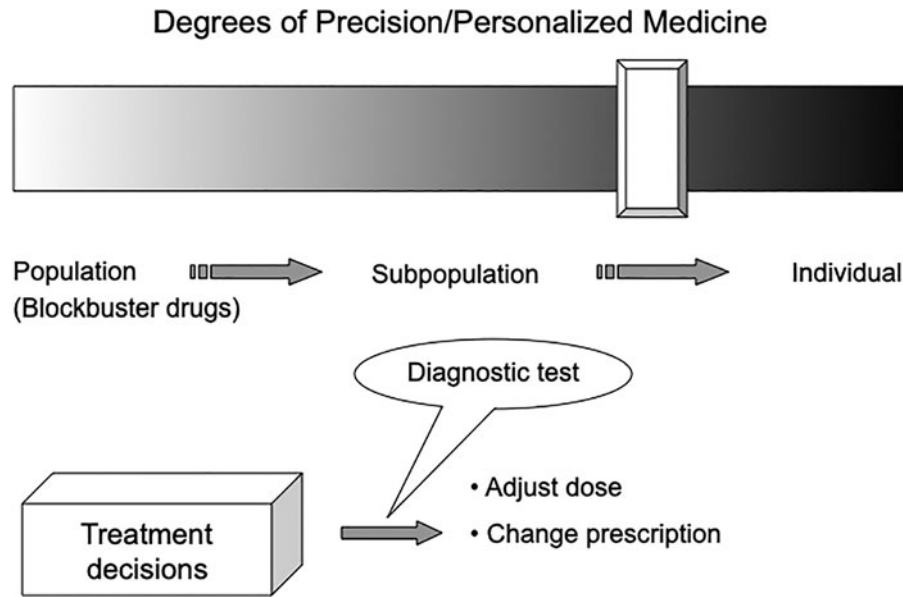 Degrees of Precision/Personalized Medicine
Population
(Blockbuster drugs)
Subpopulation
Individual
Diagnostic test
Treatment
decisions
• Adjust dose
• Change prescription